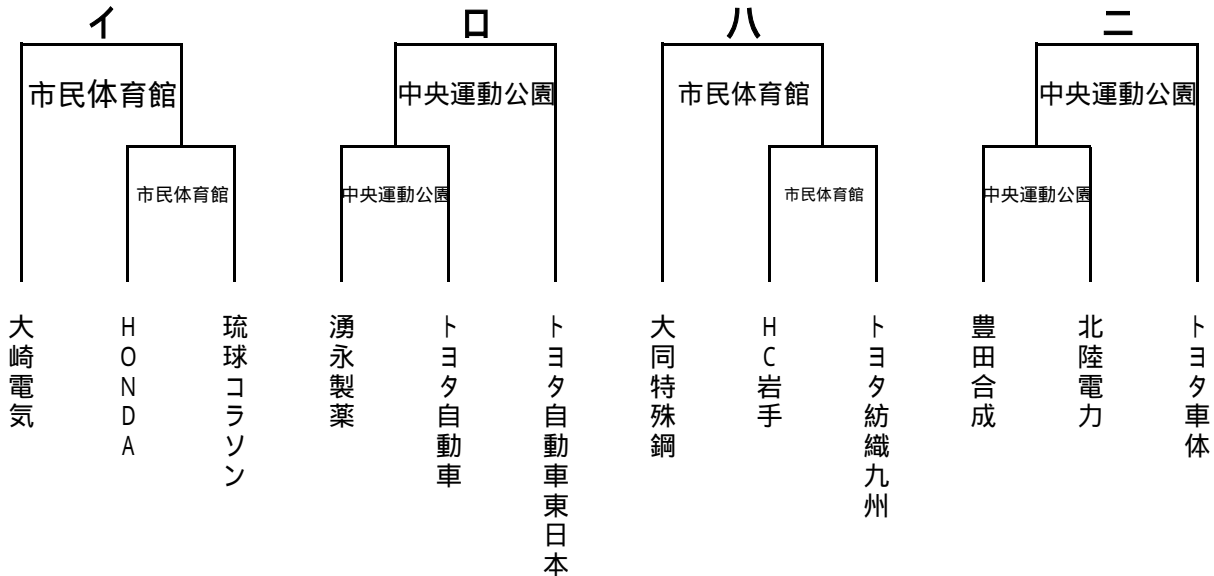 イ
ロ
ハ
ニ
市民体育館
中央運動公園
市民体育館
中央運動公園
市民体育館
中央運動公園
市民体育館
中央運動公園
大崎電気
HONDA
琉球コラソン
湧永製薬
トヨタ自動車
トヨタ自動車東日本
大同特殊鋼
HC岩手
トヨタ紡織九州
豊田合成
北陸電力
トヨタ車体